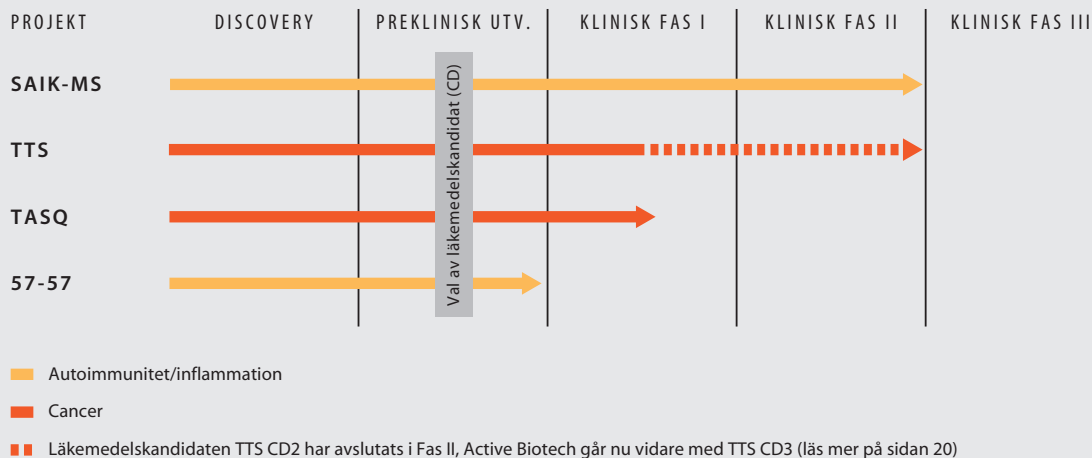 PROJEKT DISCOVERY PREKLINISK UTV. KLINISK FAS I KLINISK FAS II KLINISK FAS III
SAIK-MS
TTS
TASQ
57-57
Val av läkemedelskandidat (CD)
Autoimmunitet/inflammation
Cancer
Läkemedelskandidaten TTS CD2 har avslutats i Fas II, Active Biotech går nu vidare med TTS CD3 (läs mer på sidan 20)